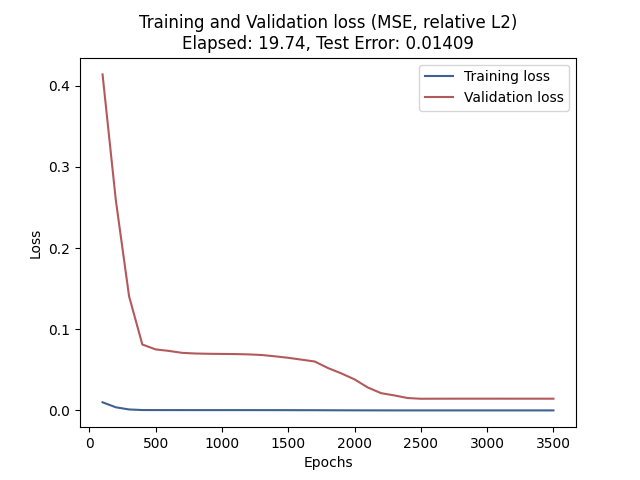 Training and Validation loss (MSE, relative L2)
Elapsed: 19.74, Test Error: 0.01409
Training loss
Validation loss
0.4
0.3
0.2
0.1
0.0
Loss
0 500 1000 1500 2000 2500 3000 3500
Epochs